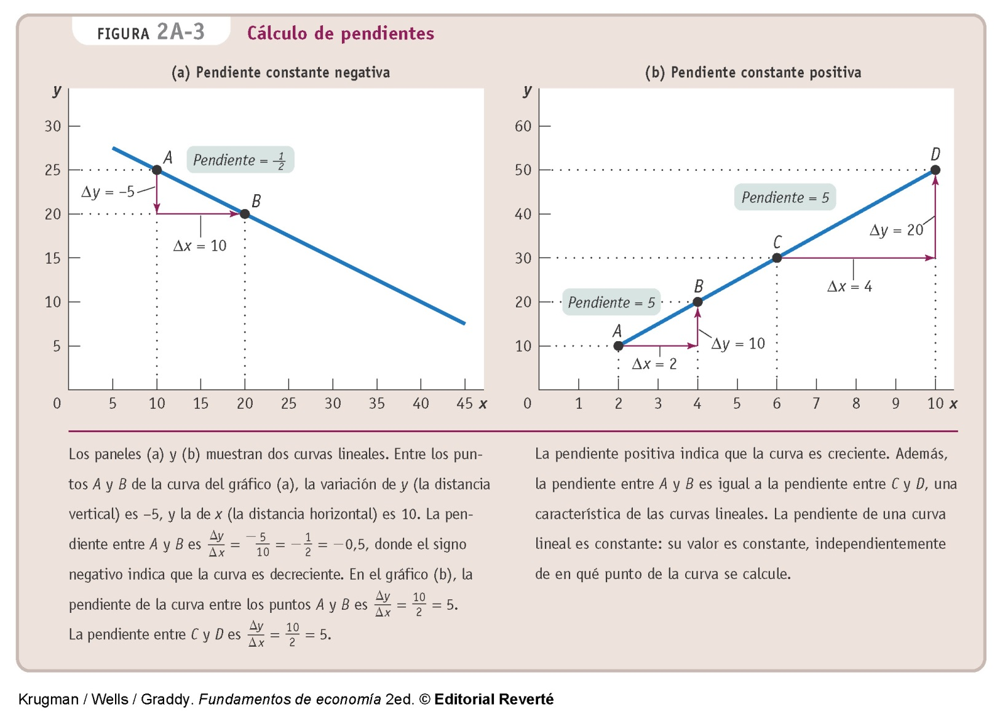 FIGURA 2A-3 Cálculo de pendientes
(a) Pendiente constante negativa
y
30
25
20
15
10
5
0 5 10 15 20 25 30 35 40 45 x
A
Pendiente = -1/2
Δy = –5
B
Δx = 10
(b) Pendiente constante positiva
y
60
50
40
30
20
10
0 1 2 3 4 5 6 7 8 9 10 x
D
Pendiente = 5
Δy = 20
C
Δx = 4
B
Pendiente = 5
A
Δy = 10
Δx = 2
Los paneles (a) y (b) muestran dos curvas lineales. Entre los pun-
tos A y B de la curva del gráfico (a), la variación de y (la distancia
vertical) es –5, y la de x (la distancia horizontal) es 10. La pen-
diente entre A y B es Δy/Δx = −5/10 = −1/2 = −0,5, donde el signo
negativo indica que la curva es decreciente. En el gráfico (b), la
pendiente de la curva entre los puntos A y B es Δy/Δx = 10/2 = 5.
La pendiente entre C y D es Δy/Δx = 10/2 = 5.
La pendiente positiva indica que la curva es creciente. Además,
la pendiente entre A y B es igual a la pendiente entre C y D, una
característica de las curvas lineales. La pendiente de una curva
lineal es constante: su valor es constante, independientemente
de en qué punto de la curva se calcule.
Krugman / Wells / Graddy. Fundamentos de economía 2ed. © Editorial Reverté